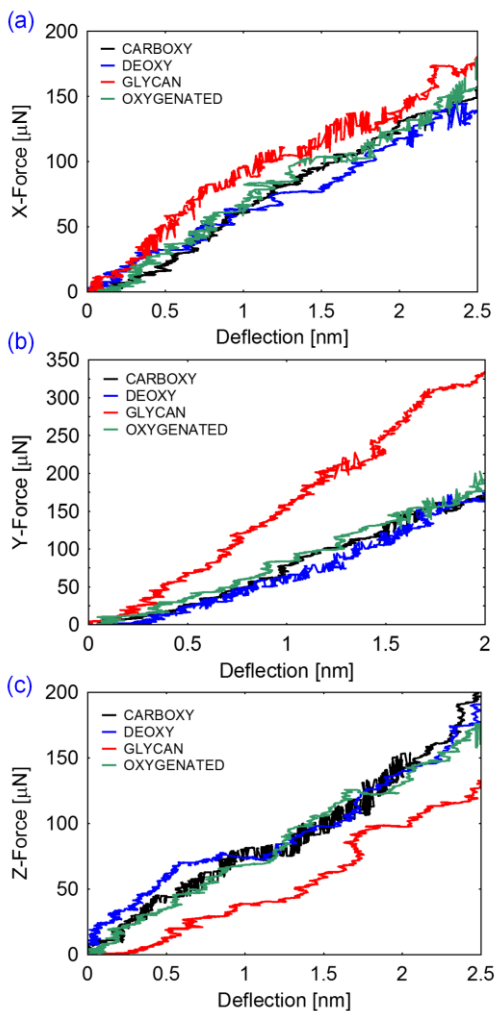 (a)
200
150
100
50
0
X-Force [µN]
CARBOXY
DEOXY
GLYCAN
OXYGENATED
0 0.5 1 1.5 2 2.5
Deflection [nm]
(b)
350
300
250
200
150
100
50
0
Y-Force [µN]
CARBOXY
DEOXY
GLYCAN
OXYGENATED
0 0.5 1 1.5 2
Deflection [nm]
(c)
200
150
100
50
0
Z-Force [µN]
CARBOXY
DEOXY
GLYCAN
OXYGENATED
0 0.5 1 1.5 2 2.5
Deflection [nm]